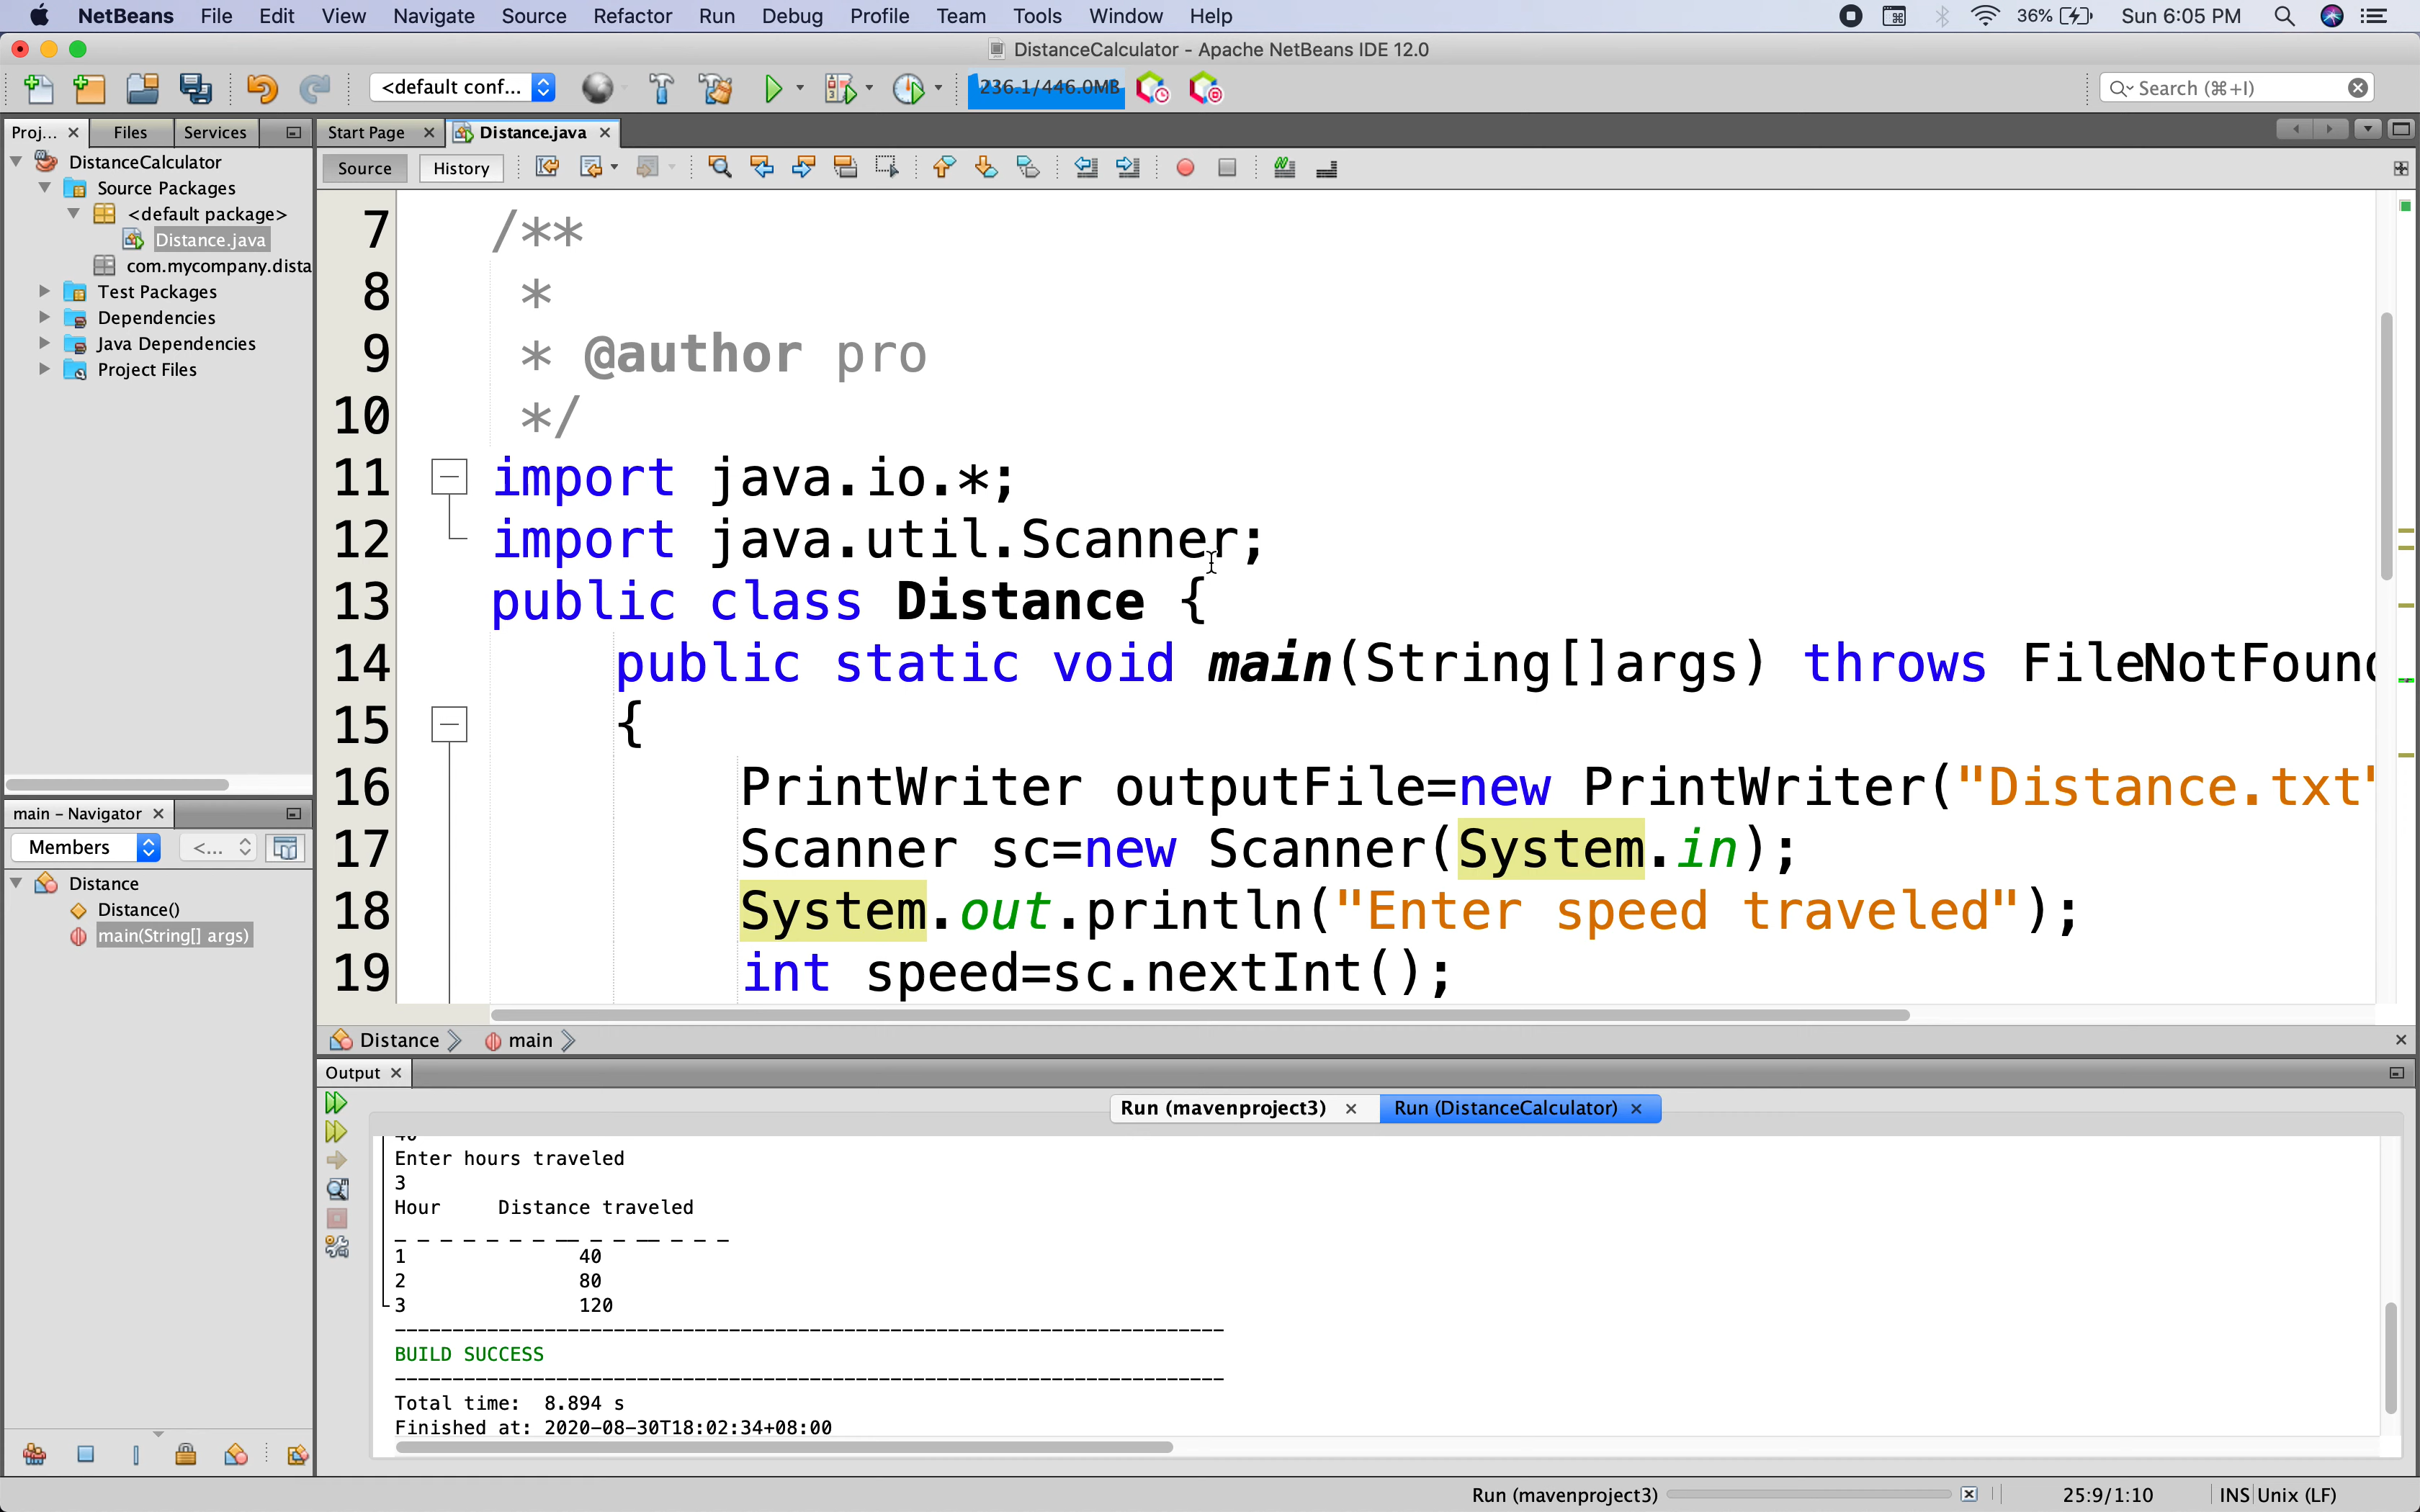 NetBeans File Edit View Navigate Source Refactor Run Debug Profile Team Tools Window Help 36% Sun 6:05 PM
DistanceCalculator - Apache NetBeans IDE 12.0
<default conf... 236.1/446.0MB Search (⌘+I)
Proj... Files Services Start Page Distance.java
Source History
DistanceCalculator
Source Packages
<default package>
Distance.java
com.mycompany.dista
Test Packages
Dependencies
Java Dependencies
Project Files
7 /**
8 *
9 * @author pro
10 */
11 import java.io.*;
12 import java.util.Scanner;
13 public class Distance {
14 public static void main(String[]args) throws FileNotFound
15 {
16 PrintWriter outputFile=new PrintWriter("Distance.txt"
17 Scanner sc=new Scanner(System.in);
18 System.out.println("Enter speed traveled");
19 int speed=sc.nextInt();
main - Navigator
Members <...
Distance
Distance()
main(String[] args)
Distance main
Output
Run (mavenproject3) Run (DistanceCalculator)
Enter hours traveled
3
Hour Distance traveled
_ _ _ _ _ _ _ __ _ _ __ _ _ _ _
1 40
2 80
3 120
------------------------------------------------------------------------
BUILD SUCCESS
------------------------------------------------------------------------
Total time: 8.894 s
Finished at: 2020-08-30T18:02:34+08:00
Run (mavenproject3) 25:9/1:10 INS Unix (LF)